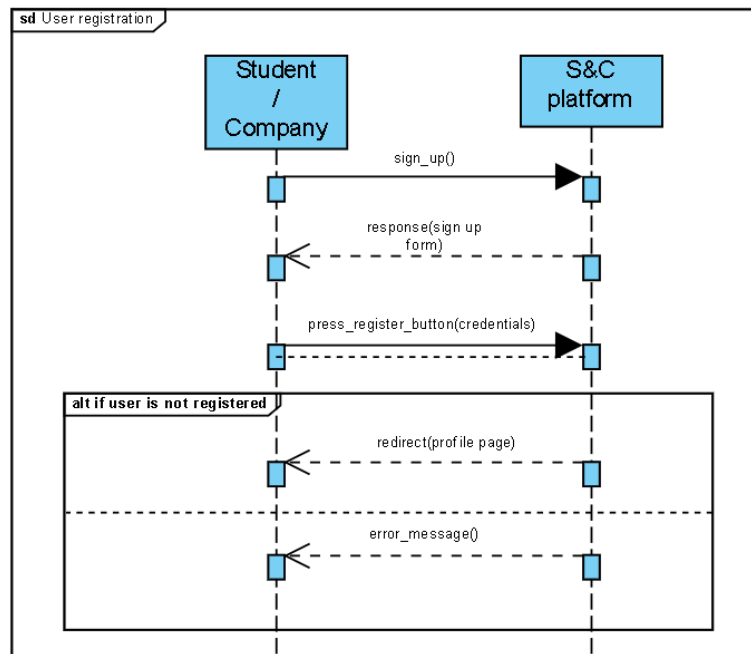 sd User registration
Student
/
Company
S&C
platform
sign_up()
response(sign up
form)
press_register_button(credentials)
alt if user is not registered
redirect(profile page)
error_message()